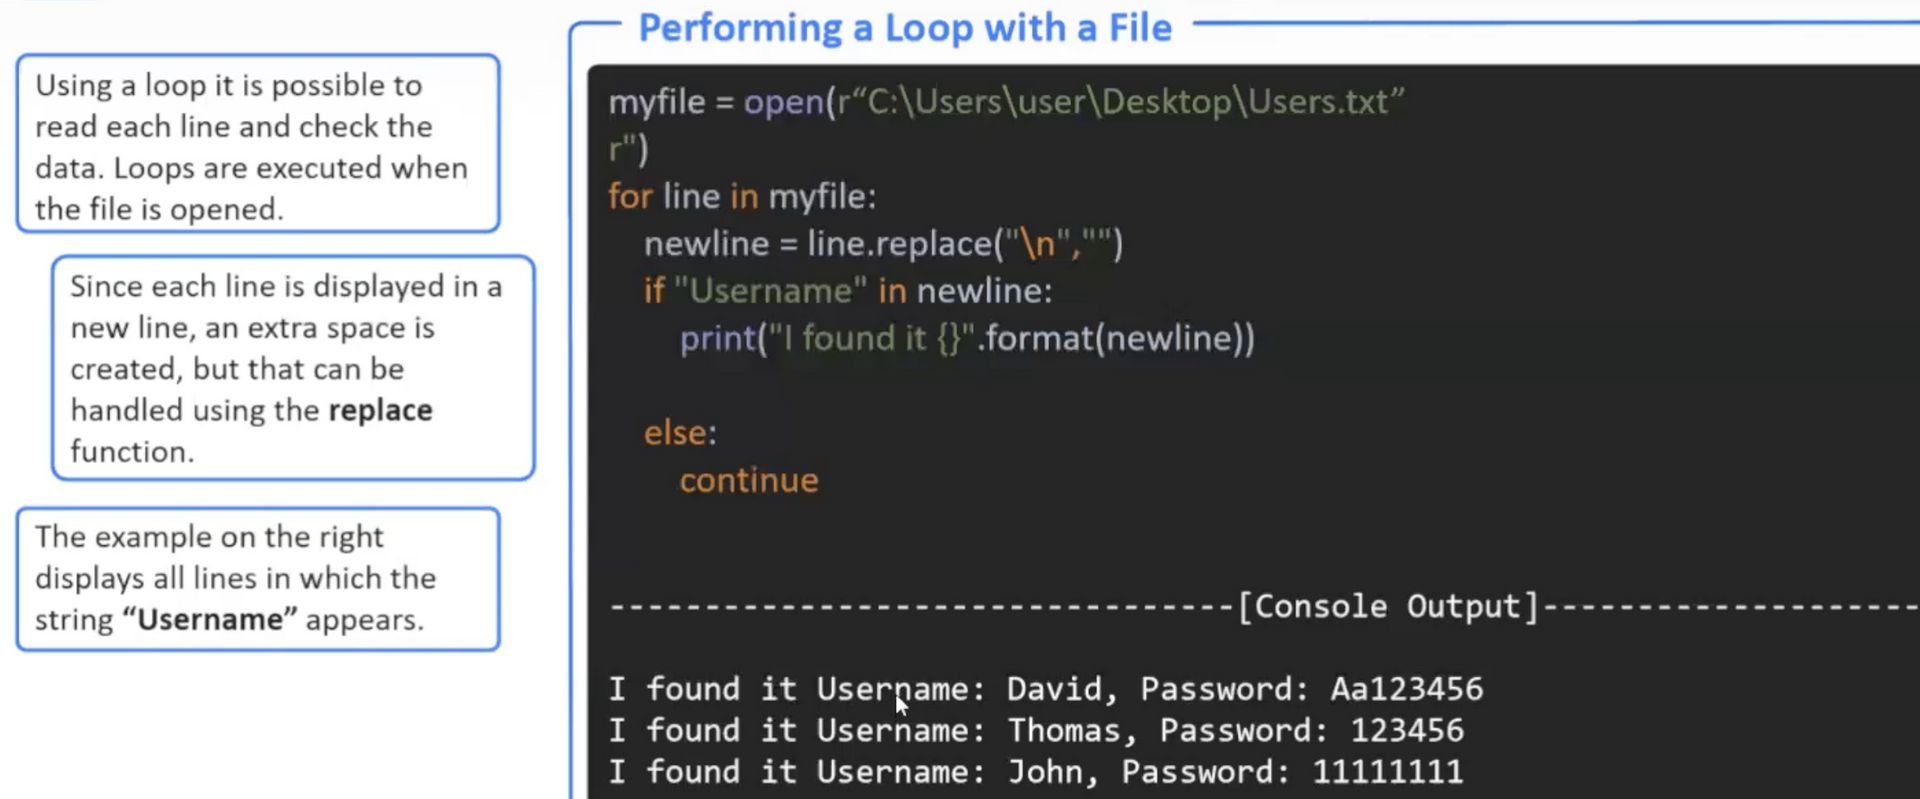 Performing a Loop with a File
Using a loop it is possible to
read each line and check the
data. Loops are executed when
the file is opened.
Since each line is displayed in a
new line, an extra space is
created, but that can be
handled using the replace
function.
The example on the right
displays all lines in which the
string “Username” appears.
myfile = open(r“C:\Users\user\Desktop\Users.txt”
r")
for line in myfile:
    newline = line.replace("\n","")
    if "Username" in newline:
        print("I found it {}".format(newline))
    else:
        continue
---------------------------------[Console Output]--------------------
I found it Username: David, Password: Aa123456
I found it Username: Thomas, Password: 123456
I found it Username: John, Password: 11111111